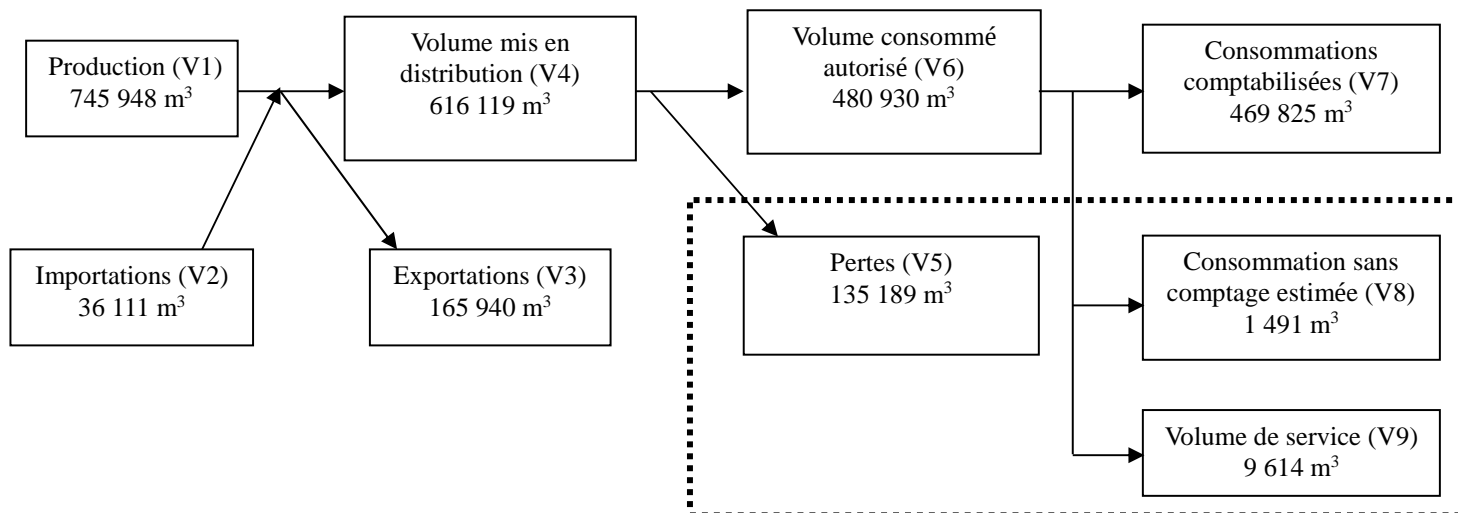 Production (V1)
745 948 m³
Volume mis en
distribution (V4)
616 119 m³
Volume consommé
autorisé (V6)
480 930 m³
Consommations
comptabilisées (V7)
469 825 m³
Importations (V2)
36 111 m³
Exportations (V3)
165 940 m³
Pertes (V5)
135 189 m³
Consommation sans
comptage estimée (V8)
1 491 m³
Volume de service (V9)
9 614 m³